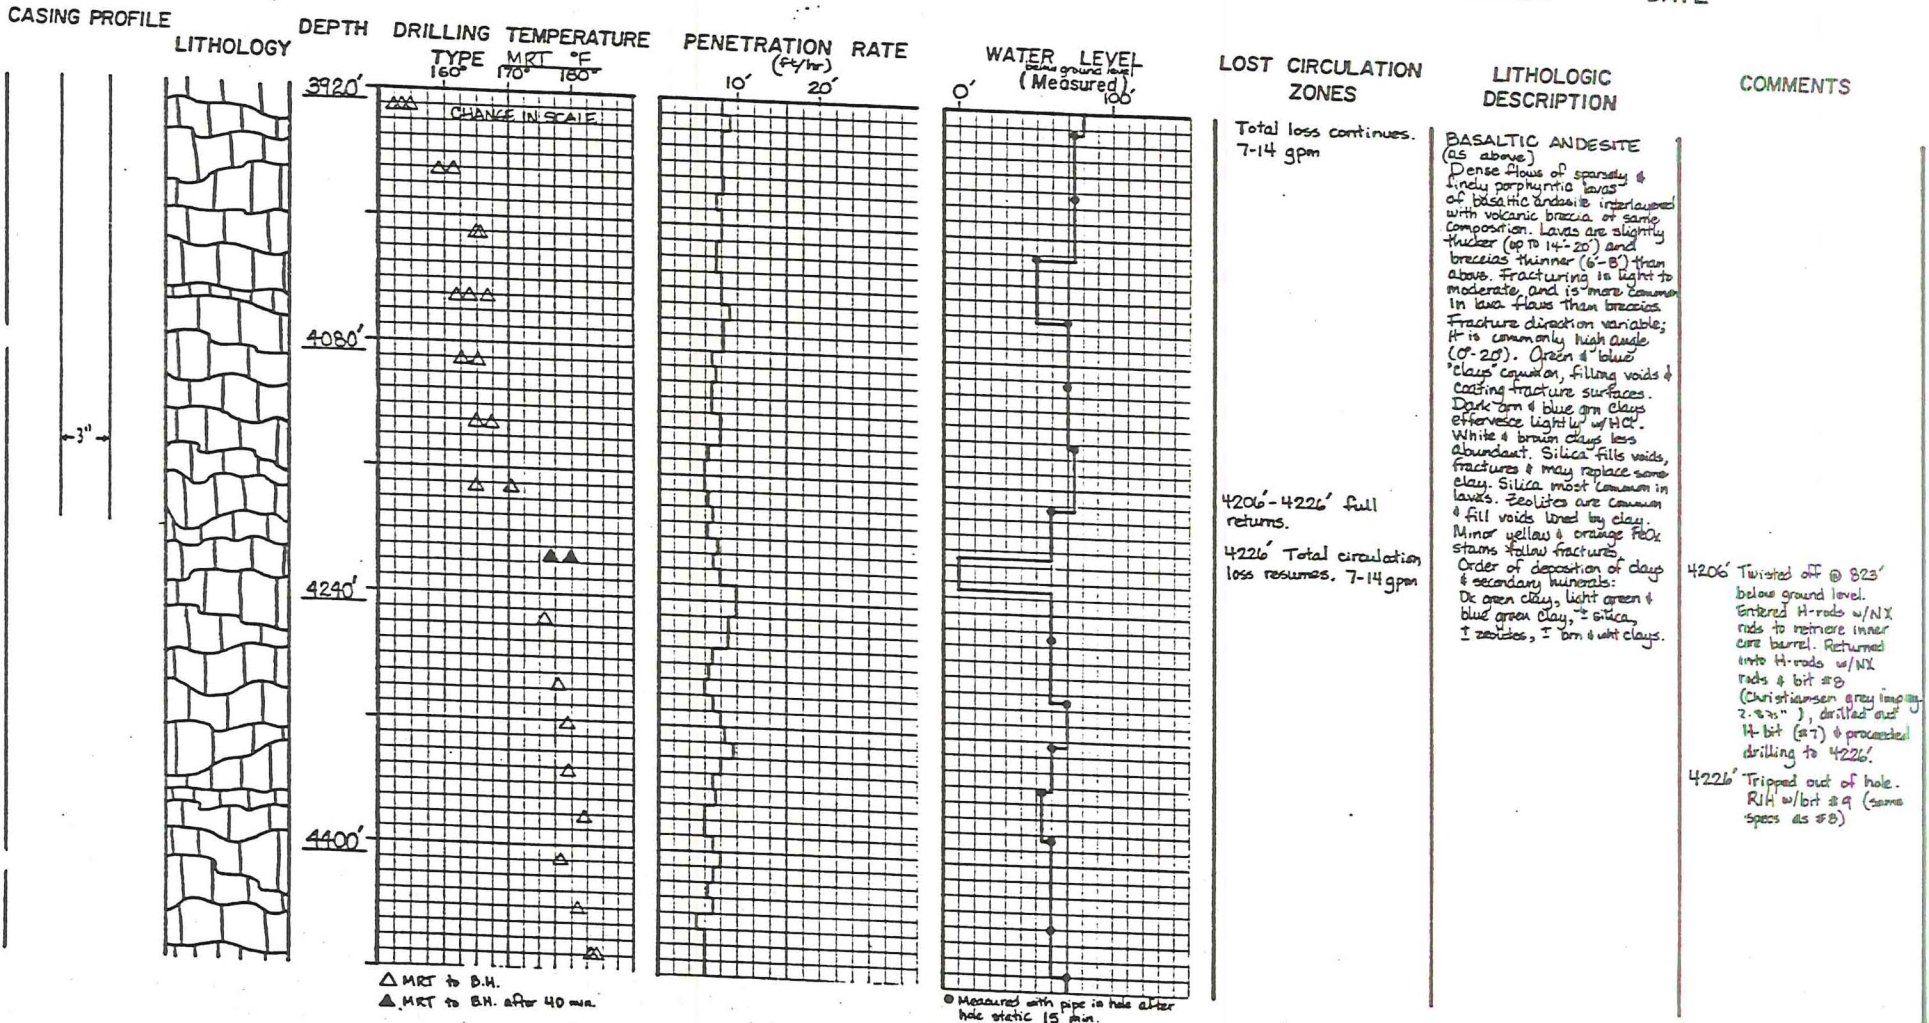 DATE
CASING PROFILE
LITHOLOGY
DEPTH
DRILLING TEMPERATURE
TYPE MRT °F
160° 170° 180°
PENETRATION RATE
(ft/hr)
10' 20'
WATER LEVEL
below ground level
(Measured)
0' 100'
LOST CIRCULATION
ZONES
LITHOLOGIC
DESCRIPTION
COMMENTS
3920'
4080'
4240'
4400'
3"
CHANGE IN SCALE
△ MRT to B.H.
▲ MRT to B.H. after 40 min.
● Measured with pipe in hole after
hole static 15 min.
Total loss continues.
7-14 gpm
4206'-4226' full
returns.
4226' Total circulation
loss resumes. 7-14 gpm
BASALTIC ANDESITE
(as above)
Dense flows of sparsely &
finely porphyritic lavas
of basaltic andesite interlayered
with volcanic breccia of same
composition. Lavas are slightly
thicker (up to 14'-20') and
breccias thinner (6'-8') than
above. Fracturing is light to
moderate and is more common
in lava flows than breccias.
Fracture direction variable;
it is commonly high angle
(0°-20°). Green & blue
"clays" common, filling voids &
coating fracture surfaces.
Dark grn & blue grn clays
effervesce lightly w/HCl.
White & brown clays less
abundant. Silica fills voids,
fractures & may replace some
clay. Silica most common in
lavas. Zeolites are common
& fill voids lined by clay.
Minor yellow & orange FeOx
stains follow fractures.
Order of deposition of clays
& secondary minerals:
Dk green clay, light green &
blue green clay, ± silica,
± zeolites, ± brn & wht clays.
4206' Twisted off @ 823'
below ground level.
Entered H-rods w/NX
rods to retrieve inner
core barrel. Returned
into H-rods w/NX
rods & bit #8
(Christiansen grey impreg.
2.875"), drilled out
H-bit (#7) & proceeded
drilling to 4226'.
4226' Tripped out of hole.
RIH w/bit #9 (same
specs as #8)